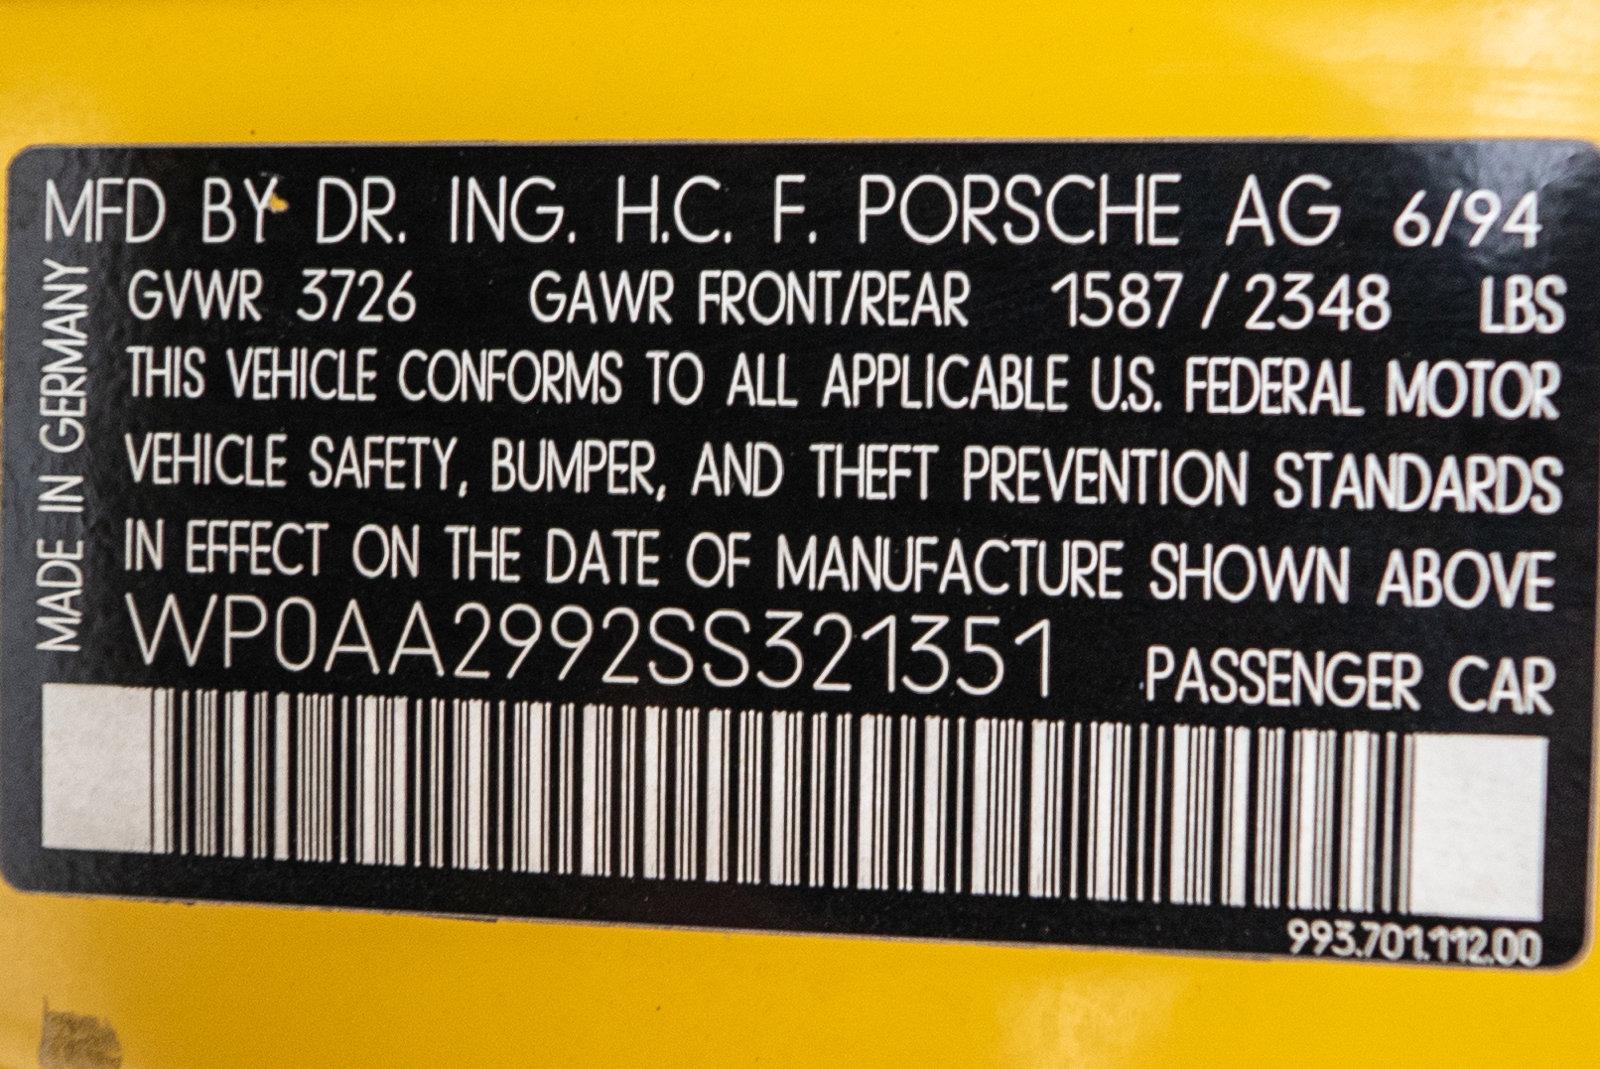 MFD BY DR. ING. H.C. F. PORSCHE AG 6/94
GVWR 3726 GAWR FRONT/REAR 1587 / 2348 LBS
THIS VEHICLE CONFORMS TO ALL APPLICABLE U.S. FEDERAL MOTOR
VEHICLE SAFETY, BUMPER, AND THEFT PREVENTION STANDARDS
IN EFFECT ON THE DATE OF MANUFACTURE SHOWN ABOVE
WP0AA2992SS321351 PASSENGER CAR
993.701.112.00
MADE IN GERMANY